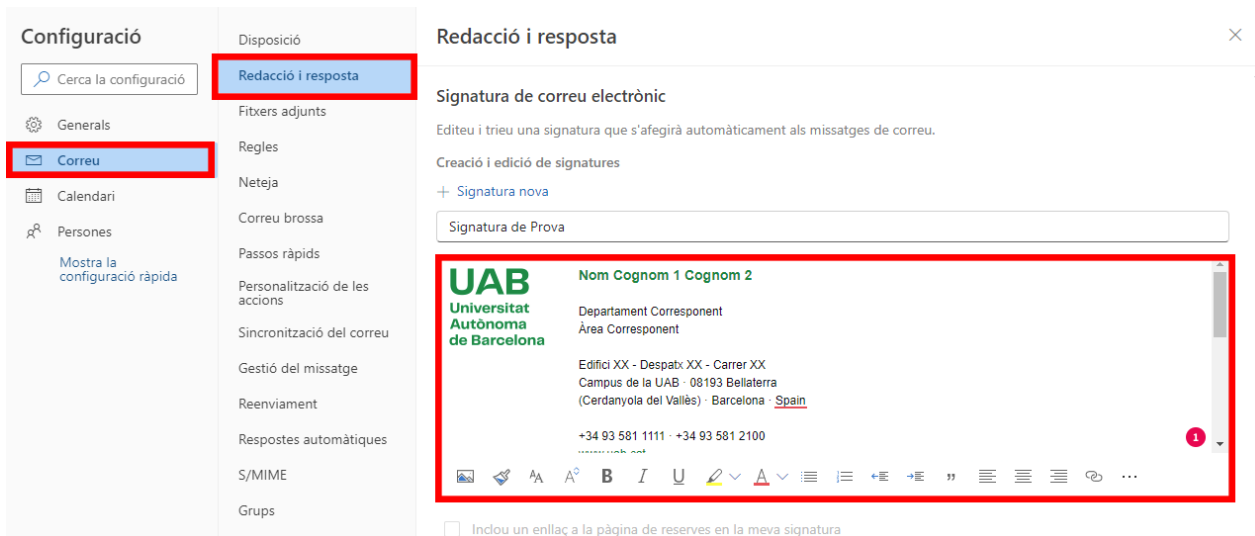 Configuració
Cerca la configuració
Generals
Correu
Calendari
Persones
Mostra la
configuració ràpida
Disposició
Redacció i resposta
Fitxers adjunts
Regles
Neteja
Correu brossa
Passos ràpids
Personalització de les
accions
Sincronització del correu
Gestió del missatge
Reenviament
Respostes automàtiques
S/MIME
Grups
Redacció i resposta
Signatura de correu electrònic
Editeu i trieu una signatura que s'afegirà automàticament als missatges de correu.
Creació i edició de signatures
+ Signatura nova
Signatura de Prova
UAB
Universitat
Autònoma
de Barcelona
Nom Cognom 1 Cognom 2
Departament Corresponent
Àrea Corresponent
Edifici XX - Despatx XX - Carrer XX
Campus de la UAB · 08193 Bellaterra
(Cerdanyola del Vallès) · Barcelona · Spain
+34 93 581 1111 · +34 93 581 2100
1
Inclou un enllaç a la pàgina de reserves en la meva signatura